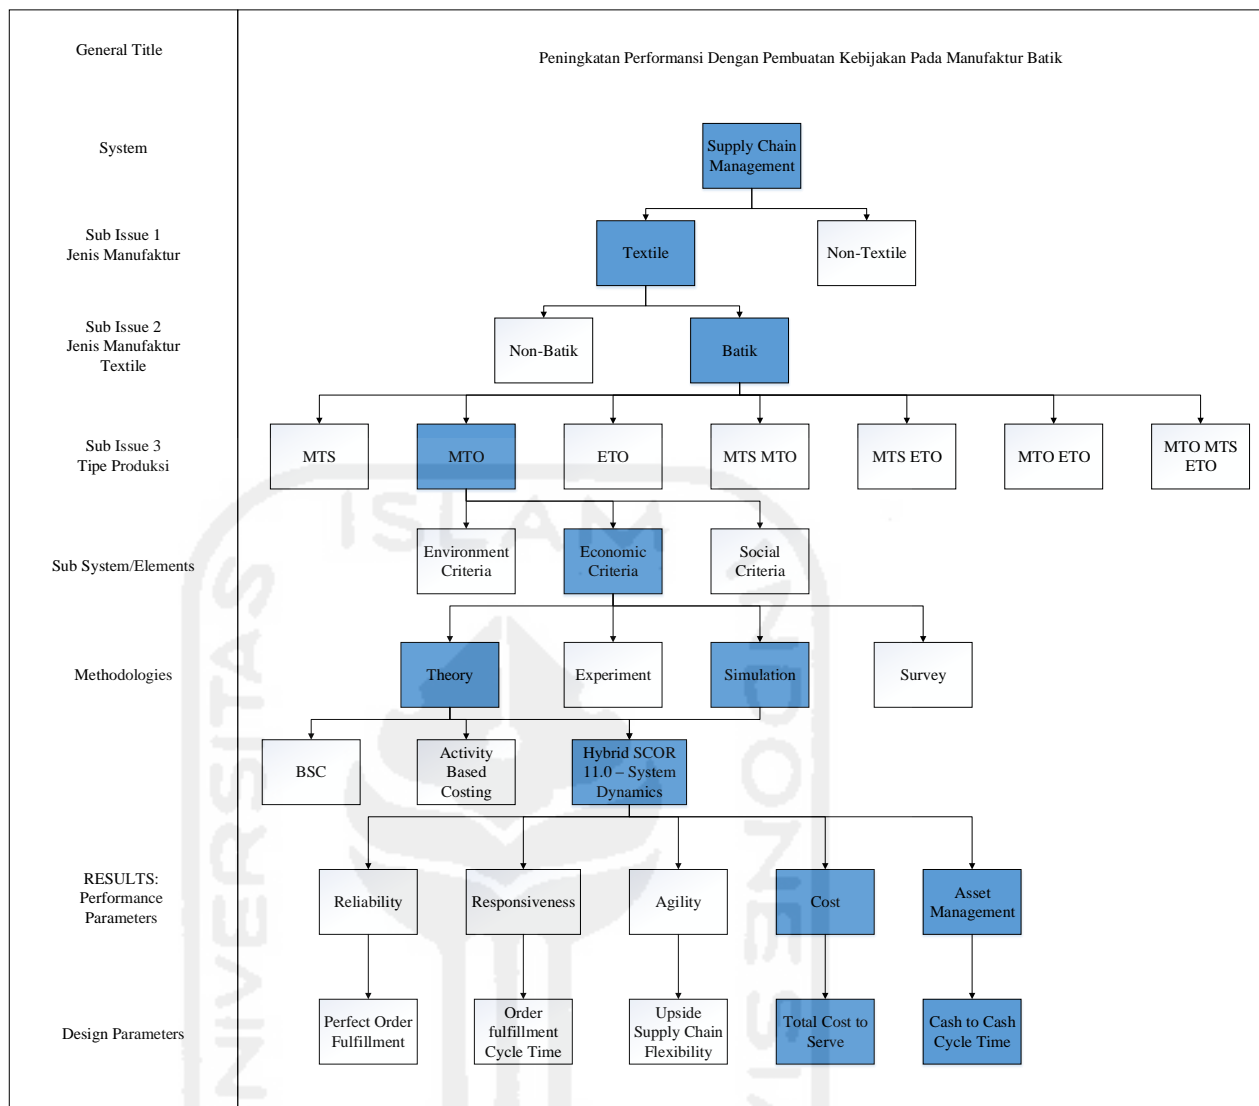 General Title
Peningkatan Performansi Dengan Pembuatan Kebijakan Pada Manufaktur Batik
System
Supply Chain
Management
Sub Issue 1
Jenis Manufaktur
Textile
Non-Textile
Sub Issue 2
Jenis Manufaktur
Textile
Non-Batik
Batik
Sub Issue 3
Tipe Produksi
MTS
MTO
ETO
MTS MTO
MTS ETO
MTO ETO
MTO MTS
ETO
Sub System/Elements
Environment
Criteria
Economic
Criteria
Social
Criteria
Methodologies
Theory
Experiment
Simulation
Survey
BSC
Activity
Based
Costing
Hybrid SCOR
11.0 – System
Dynamics
RESULTS:
Performance
Parameters
Reliability
Responsiveness
Agility
Cost
Asset
Management
Design Parameters
Perfect Order
Fulfillment
Order
fulfillment
Cycle Time
Upside
Supply Chain
Flexibility
Total Cost to
Serve
Cash to Cash
Cycle Time
UNIVERSITAS
ISLAM
INDONESIA